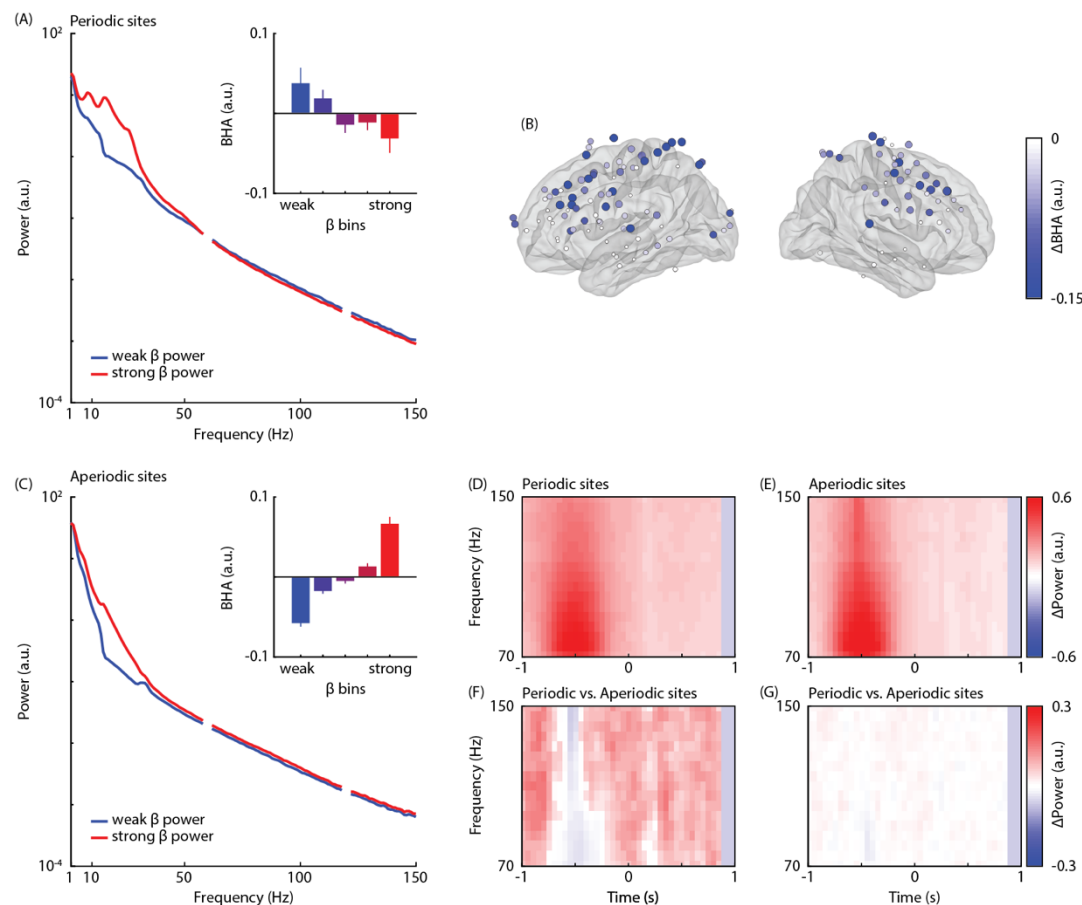 (A) Periodic sites
10²
Power (a.u.)
10⁻⁴
1 10 50 100 150
Frequency (Hz)
weak β power
strong β power
0.1
BHA (a.u.)
-0.1
weak strong
β bins
(B)
0
ΔBHA (a.u.)
-0.15
(C) Aperiodic sites
10²
Power (a.u.)
10⁻⁴
1 10 50 100 150
Frequency (Hz)
weak β power
strong β power
0.1
BHA (a.u.)
-0.1
weak strong
β bins
(D) Periodic sites
150
Frequency (Hz)
70
-1 0 1
(E) Aperiodic sites
150
70
-1 0 1
0.6
ΔPower (a.u.)
-0.6
(F) Periodic vs. Aperiodic sites
150
Frequency (Hz)
70
-1 0 1
Time (s)
(G) Periodic vs. Aperiodic sites
150
70
-1 0 1
Time (s)
0.3
ΔPower (a.u.)
-0.3